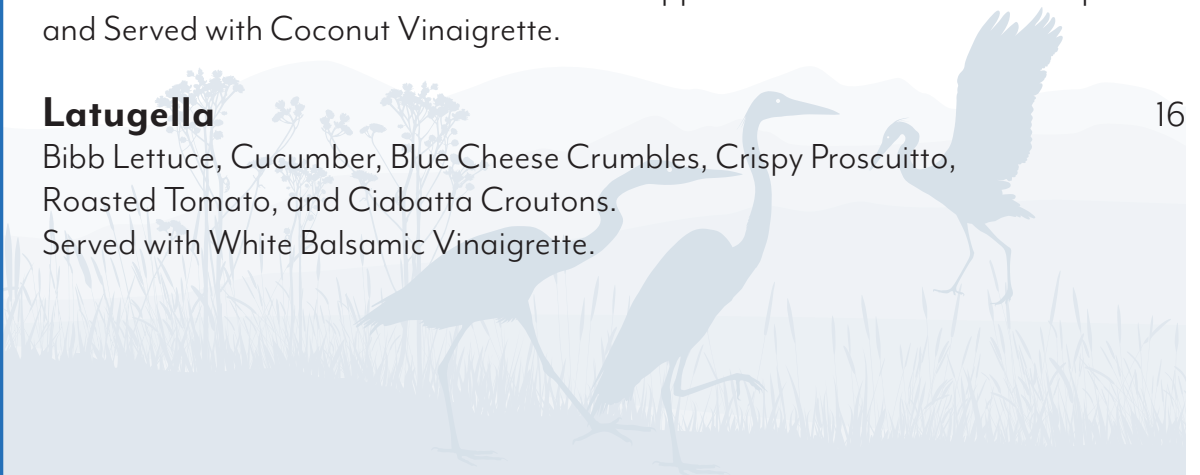 and Served with Coconut Vinaigrette.
Latugella 16
Bibb Lettuce, Cucumber, Blue Cheese Crumbles, Crispy Proscuitto,
Roasted Tomato, and Ciabatta Croutons.
Served with White Balsamic Vinaigrette.